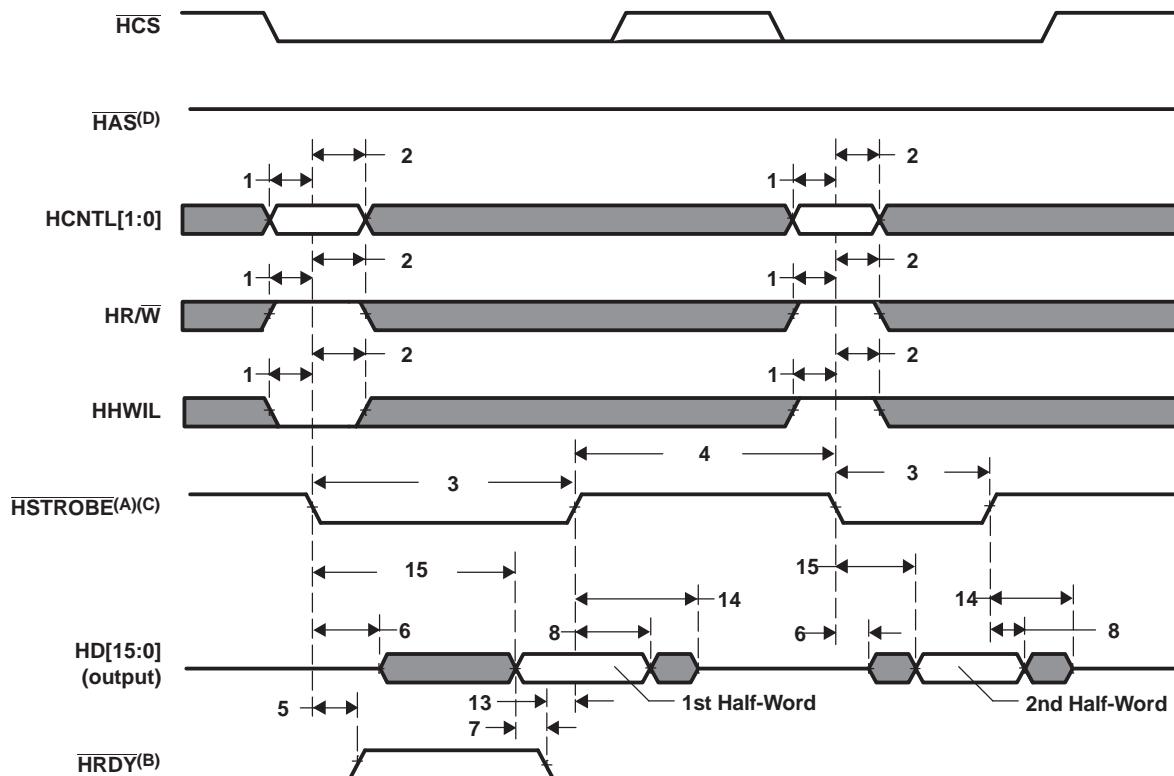 HCS
HAS(D)
2 2
1 1
HCNTL[1:0]
2 2
1 1
HR/W
2 2
1 1
HHWIL
4
3 3
HSTROBE(A)(C)
15 15
14 14
6 8 6 8
HD[15:0]
(output)
5 13 1st Half-Word 2nd Half-Word
7
HRDY(B)